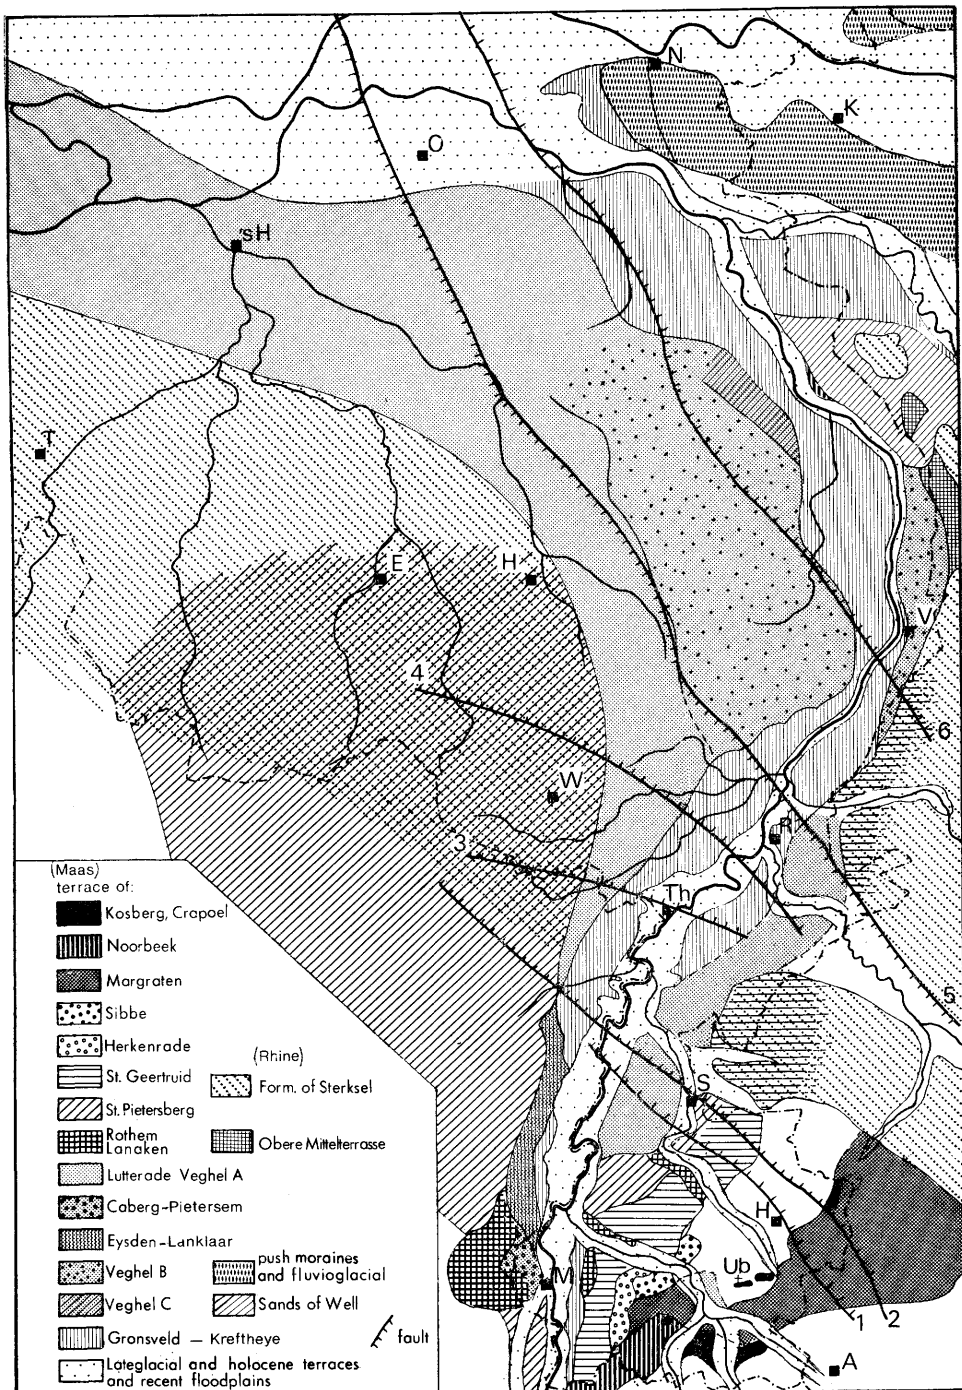 N
K
O
'sH
T
E
H
V
4
6
W
3
R
Th
5
S
H
Ub
M
1
2
A
(Maas)
terrace of:
Kosberg, Crapoel
Noorbeek
Margraten
Sibbe
Herkenrade
St. Geertruid
St. Pietersberg
Rothem
Lanaken
Lutterade Veghel A
Caberg-Pietersem
Eysden-Lanklaar
Veghel B
Veghel C
Gronsveld — Kreftheye
Lateglacial and holocene terraces
and recent floodplains
(Rhine)
Form. of Sterksel
Obere Mittelterrasse
push moraines
and fluvioglacial
Sands of Well
fault